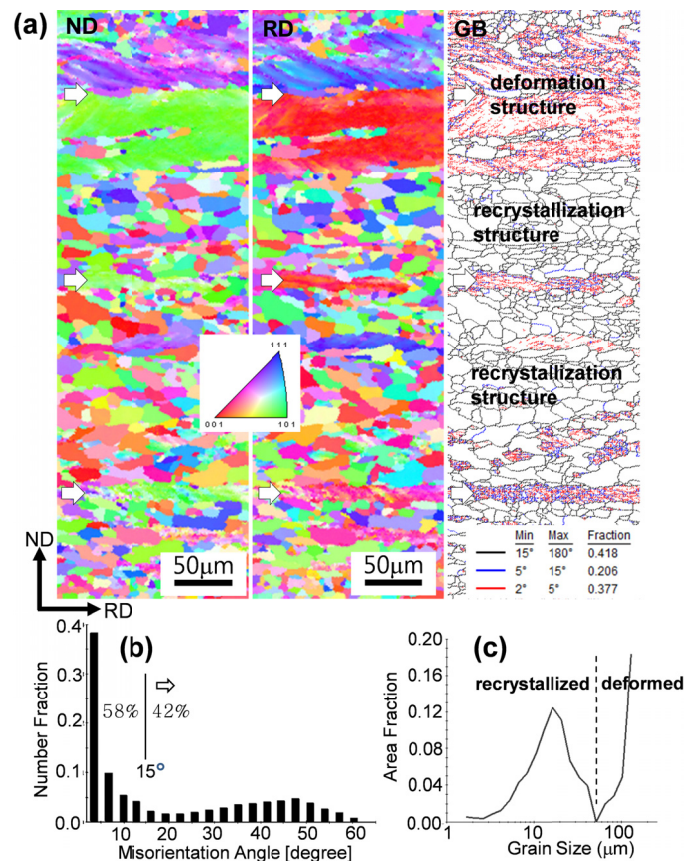 (a) ND RD GB
deformation
structure
recrystallization
structure
111
001 101
recrystallization
structure
Min Max Fraction
15° 180° 0.418
5° 15° 0.206
2° 5° 0.377
50μm 50μm
ND
RD
(b)
0.4
0.3
0.2
0.1
0.0
Number Fraction
58% 42%
15°
10 20 30 40 50 60
Misorientation Angle [degree]
(c)
0.20
0.16
0.12
0.08
0.04
0.00
Area Fraction
recrystallized deformed
1 10 100
Grain Size (μm)